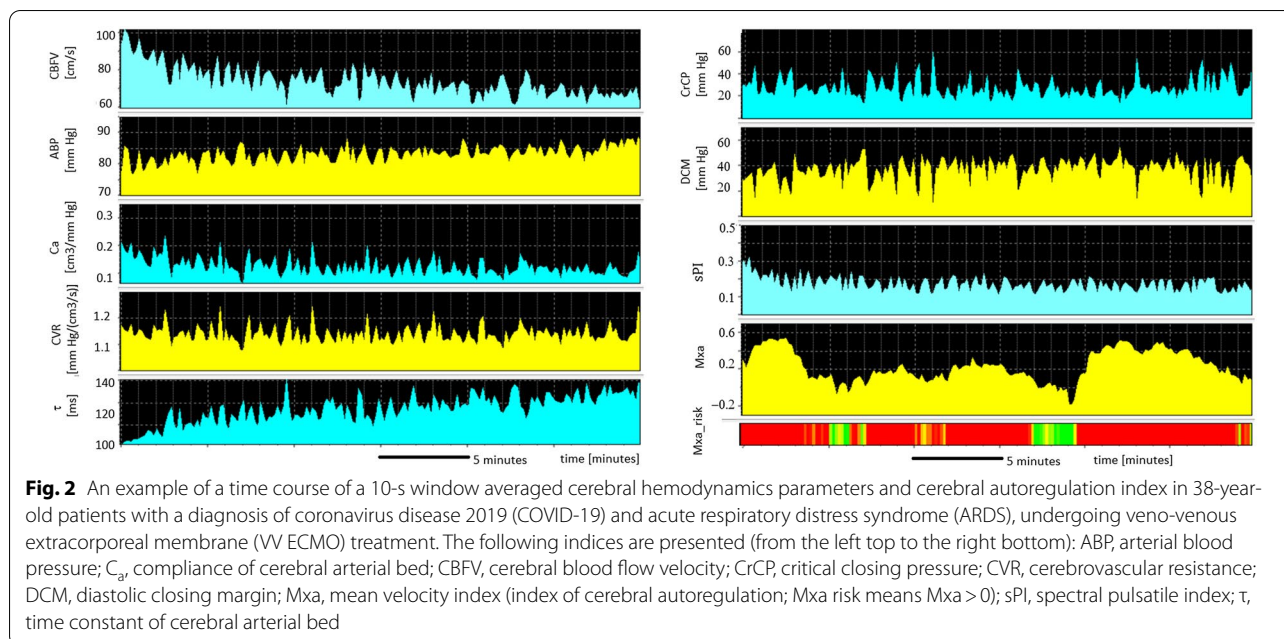 CBFV
[cm/s]
100
80
60
ABP
[mm Hg]
90
80
70
Ca
[cm3/mm Hg]
0.3
0.2
0.1
CVR
[mm Hg/(cm3/s)]
1.2
1.1
τ
[ms]
140
120
100
5 minutes
time [minutes]
CrCP
[mm Hg]
60
40
20
DCM
[mm Hg]
60
40
20
sPI
0.5
0.3
0.1
Mxa
0.6
0.2
−0.2
Mxa_risk
5 minutes
time [minutes]
Fig. 2 An example of a time course of a 10-s window averaged cerebral hemodynamics parameters and cerebral autoregulation index in 38-year-
old patients with a diagnosis of coronavirus disease 2019 (COVID-19) and acute respiratory distress syndrome (ARDS), undergoing veno-venous
extracorporeal membrane (VV ECMO) treatment. The following indices are presented (from the left top to the right bottom): ABP, arterial blood
pressure; Ca, compliance of cerebral arterial bed; CBFV, cerebral blood flow velocity; CrCP, critical closing pressure; CVR, cerebrovascular resistance;
DCM, diastolic closing margin; Mxa, mean velocity index (index of cerebral autoregulation; Mxa risk means Mxa > 0); sPI, spectral pulsatile index; τ,
time constant of cerebral arterial bed